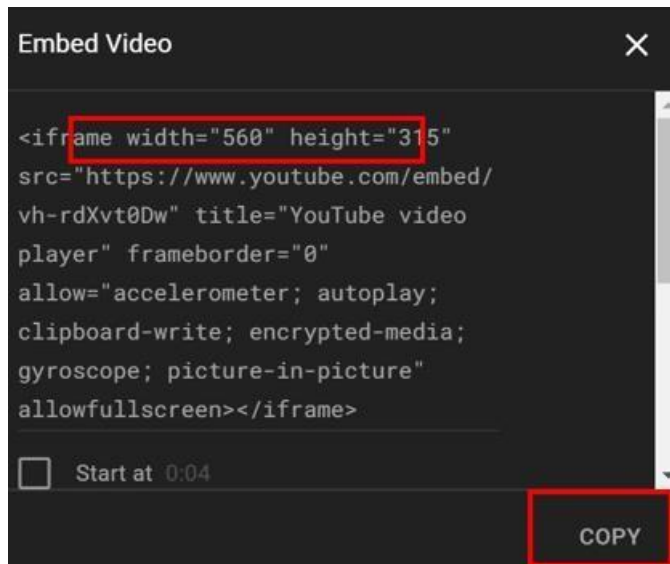 Embed Video
<iframe width="560" height="315"
src="https://www.youtube.com/embed/
vh-rdXvt0Dw" title="YouTube video
player" frameborder="0"
allow="accelerometer; autoplay;
clipboard-write; encrypted-media;
gyroscope; picture-in-picture"
allowfullscreen></iframe>
Start at 0:04
COPY